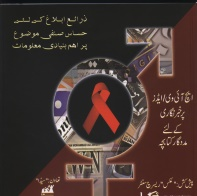 ذرائع ابلاغ کے لئے
حساس صنفی موضوع
پر اہم بنیادی معلومات
ایچ آئی وی/ایڈز
پر خبر نگاری
کے لئے
مددگار کتابچہ